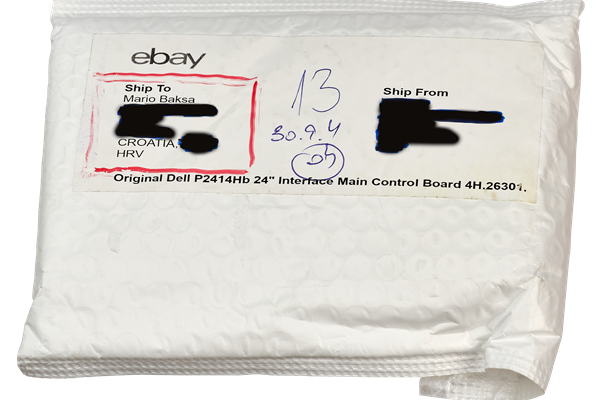 ebay
Ship To
Mario Baksa
CROATIA,
HRV
13
30.9.4
Ship From
Original Dell P2414Hb 24" Interface Main Control Board 4H.26301.